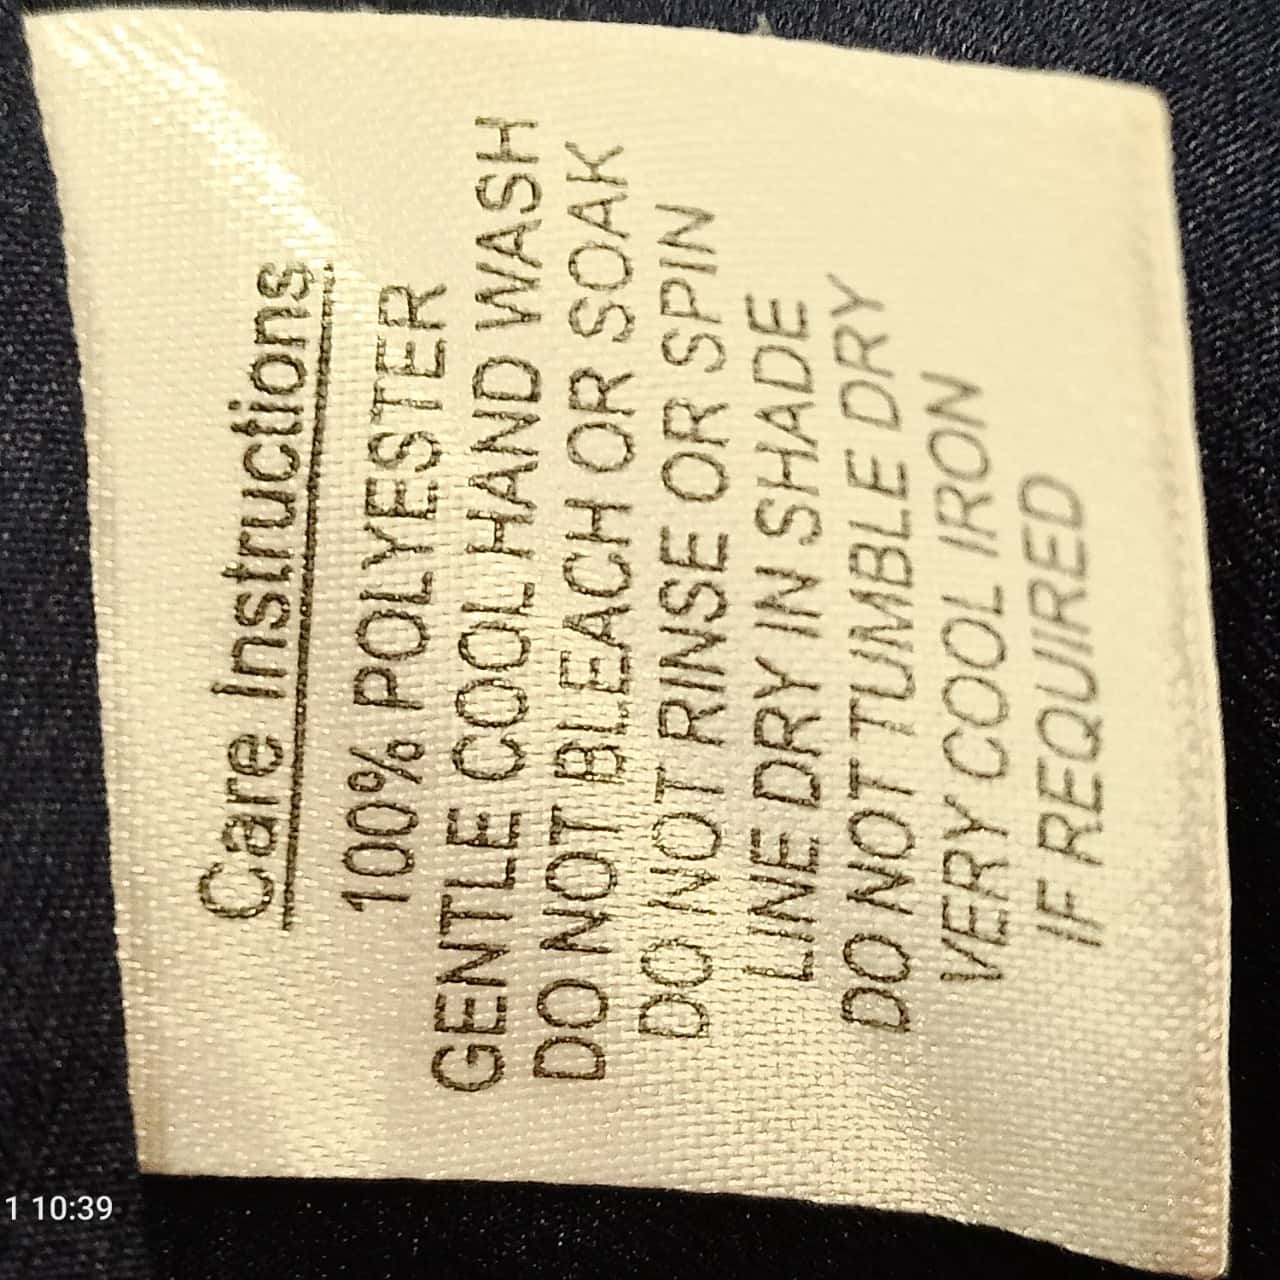 Care Instructions
100% POLYESTER
GENTLE COOL HAND WASH
DO NOT BLEACH OR SOAK
DO NOT RINSE OR SPIN
LINE DRY IN SHADE
DO NOT TUMBLE DRY
VERY COOL IRON
IF REQUIRED
1 10:39